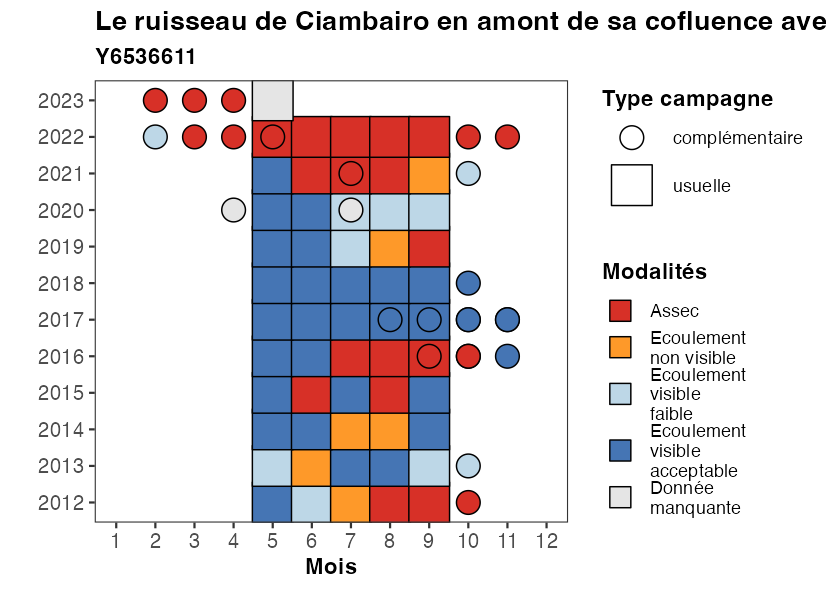 Le ruisseau de Ciambairo en amont de sa cofluence ave
Y6536611
2023
2022
2021
2020
2019
2018
2017
2016
2015
2014
2013
2012
1 2 3 4 5 6 7 8 9 10 11 12
Mois
Type campagne
complémentaire
usuelle
Modalités
Assec
Ecoulement
non visible
Ecoulement
visible
faible
Ecoulement
visible
acceptable
Donnée
manquante